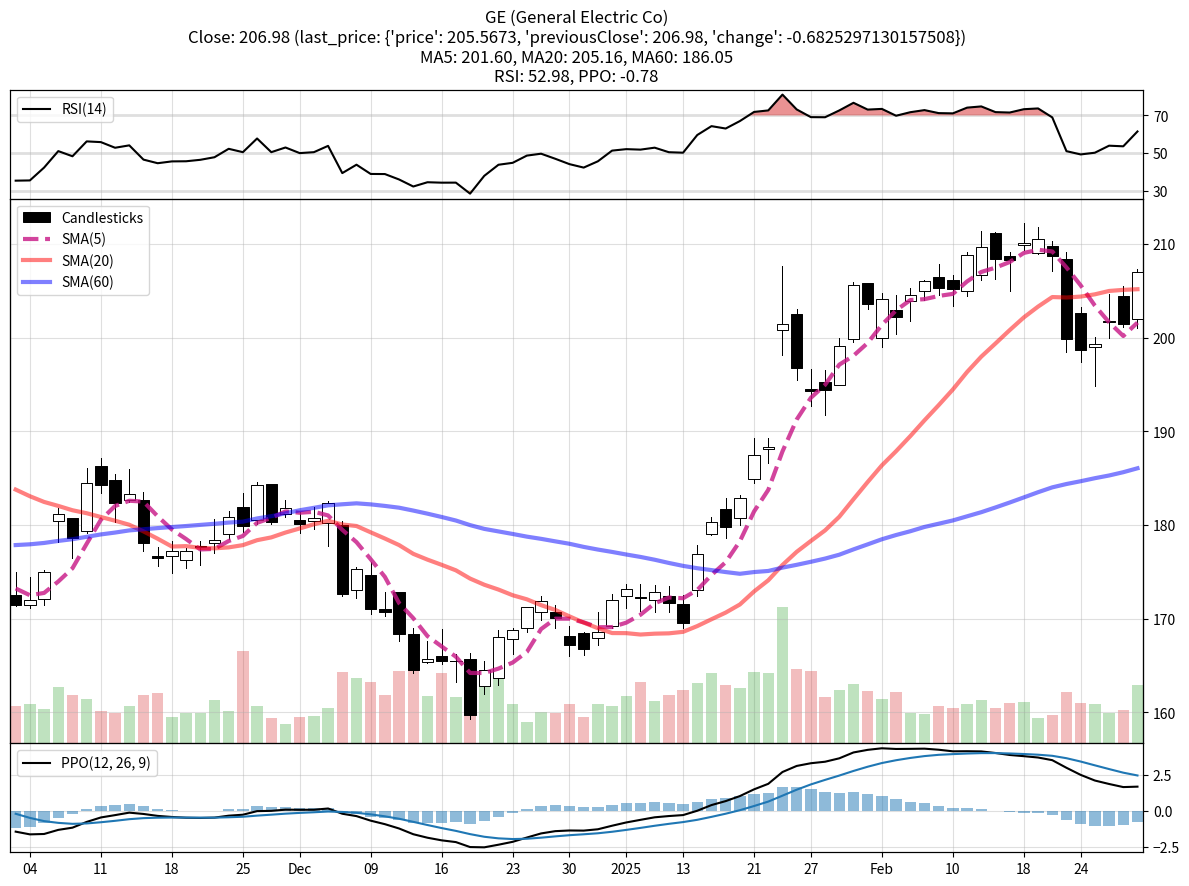 GE (General Electric Co)
Close: 206.98 (last_price: {'price': 205.5673, 'previousClose': 206.98, 'change': -0.6825297130157508})
MA5: 201.60, MA20: 205.16, MA60: 186.05
RSI: 52.98, PPO: -0.78
RSI(14)
70
50
30
Candlesticks
SMA(5)
SMA(20)
SMA(60)
210
200
190
180
170
160
PPO(12, 26, 9)
2.5
0.0
−2.5
04 11 18 25 Dec 09 16 23 30 2025 13 21 27 Feb 10 18 24